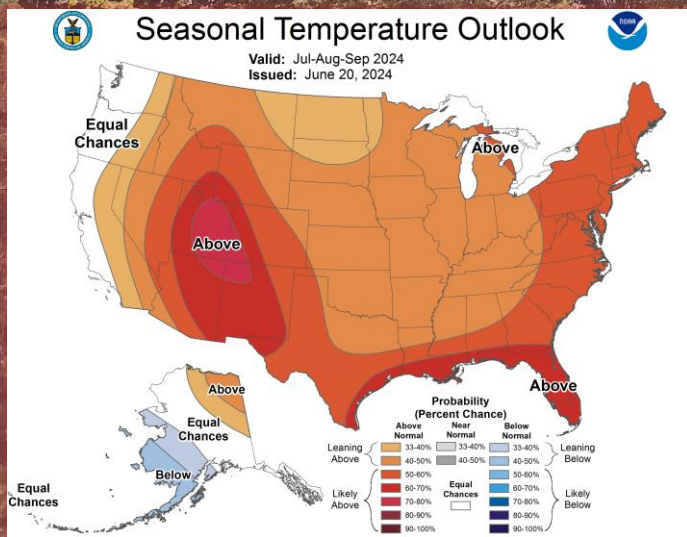 Seasonal Temperature Outlook
NOAA
Valid: Jul-Aug-Sep 2024
Issued: June 20, 2024
Equal
Chances
Above
Above
Above
Above
Equal
Chances
Below
Equal
Chances
Probability
(Percent Chance)
Above
Normal
Near
Normal
Below
Normal
Leaning
Above
33-40%
40-50%
33-40%
40-50%
33-40%
40-50%
Leaning
Below
Likely
Above
50-60%
60-70%
70-80%
80-90%
90-100%
Equal
Chances
50-60%
60-70%
70-80%
80-90%
90-100%
Likely
Below